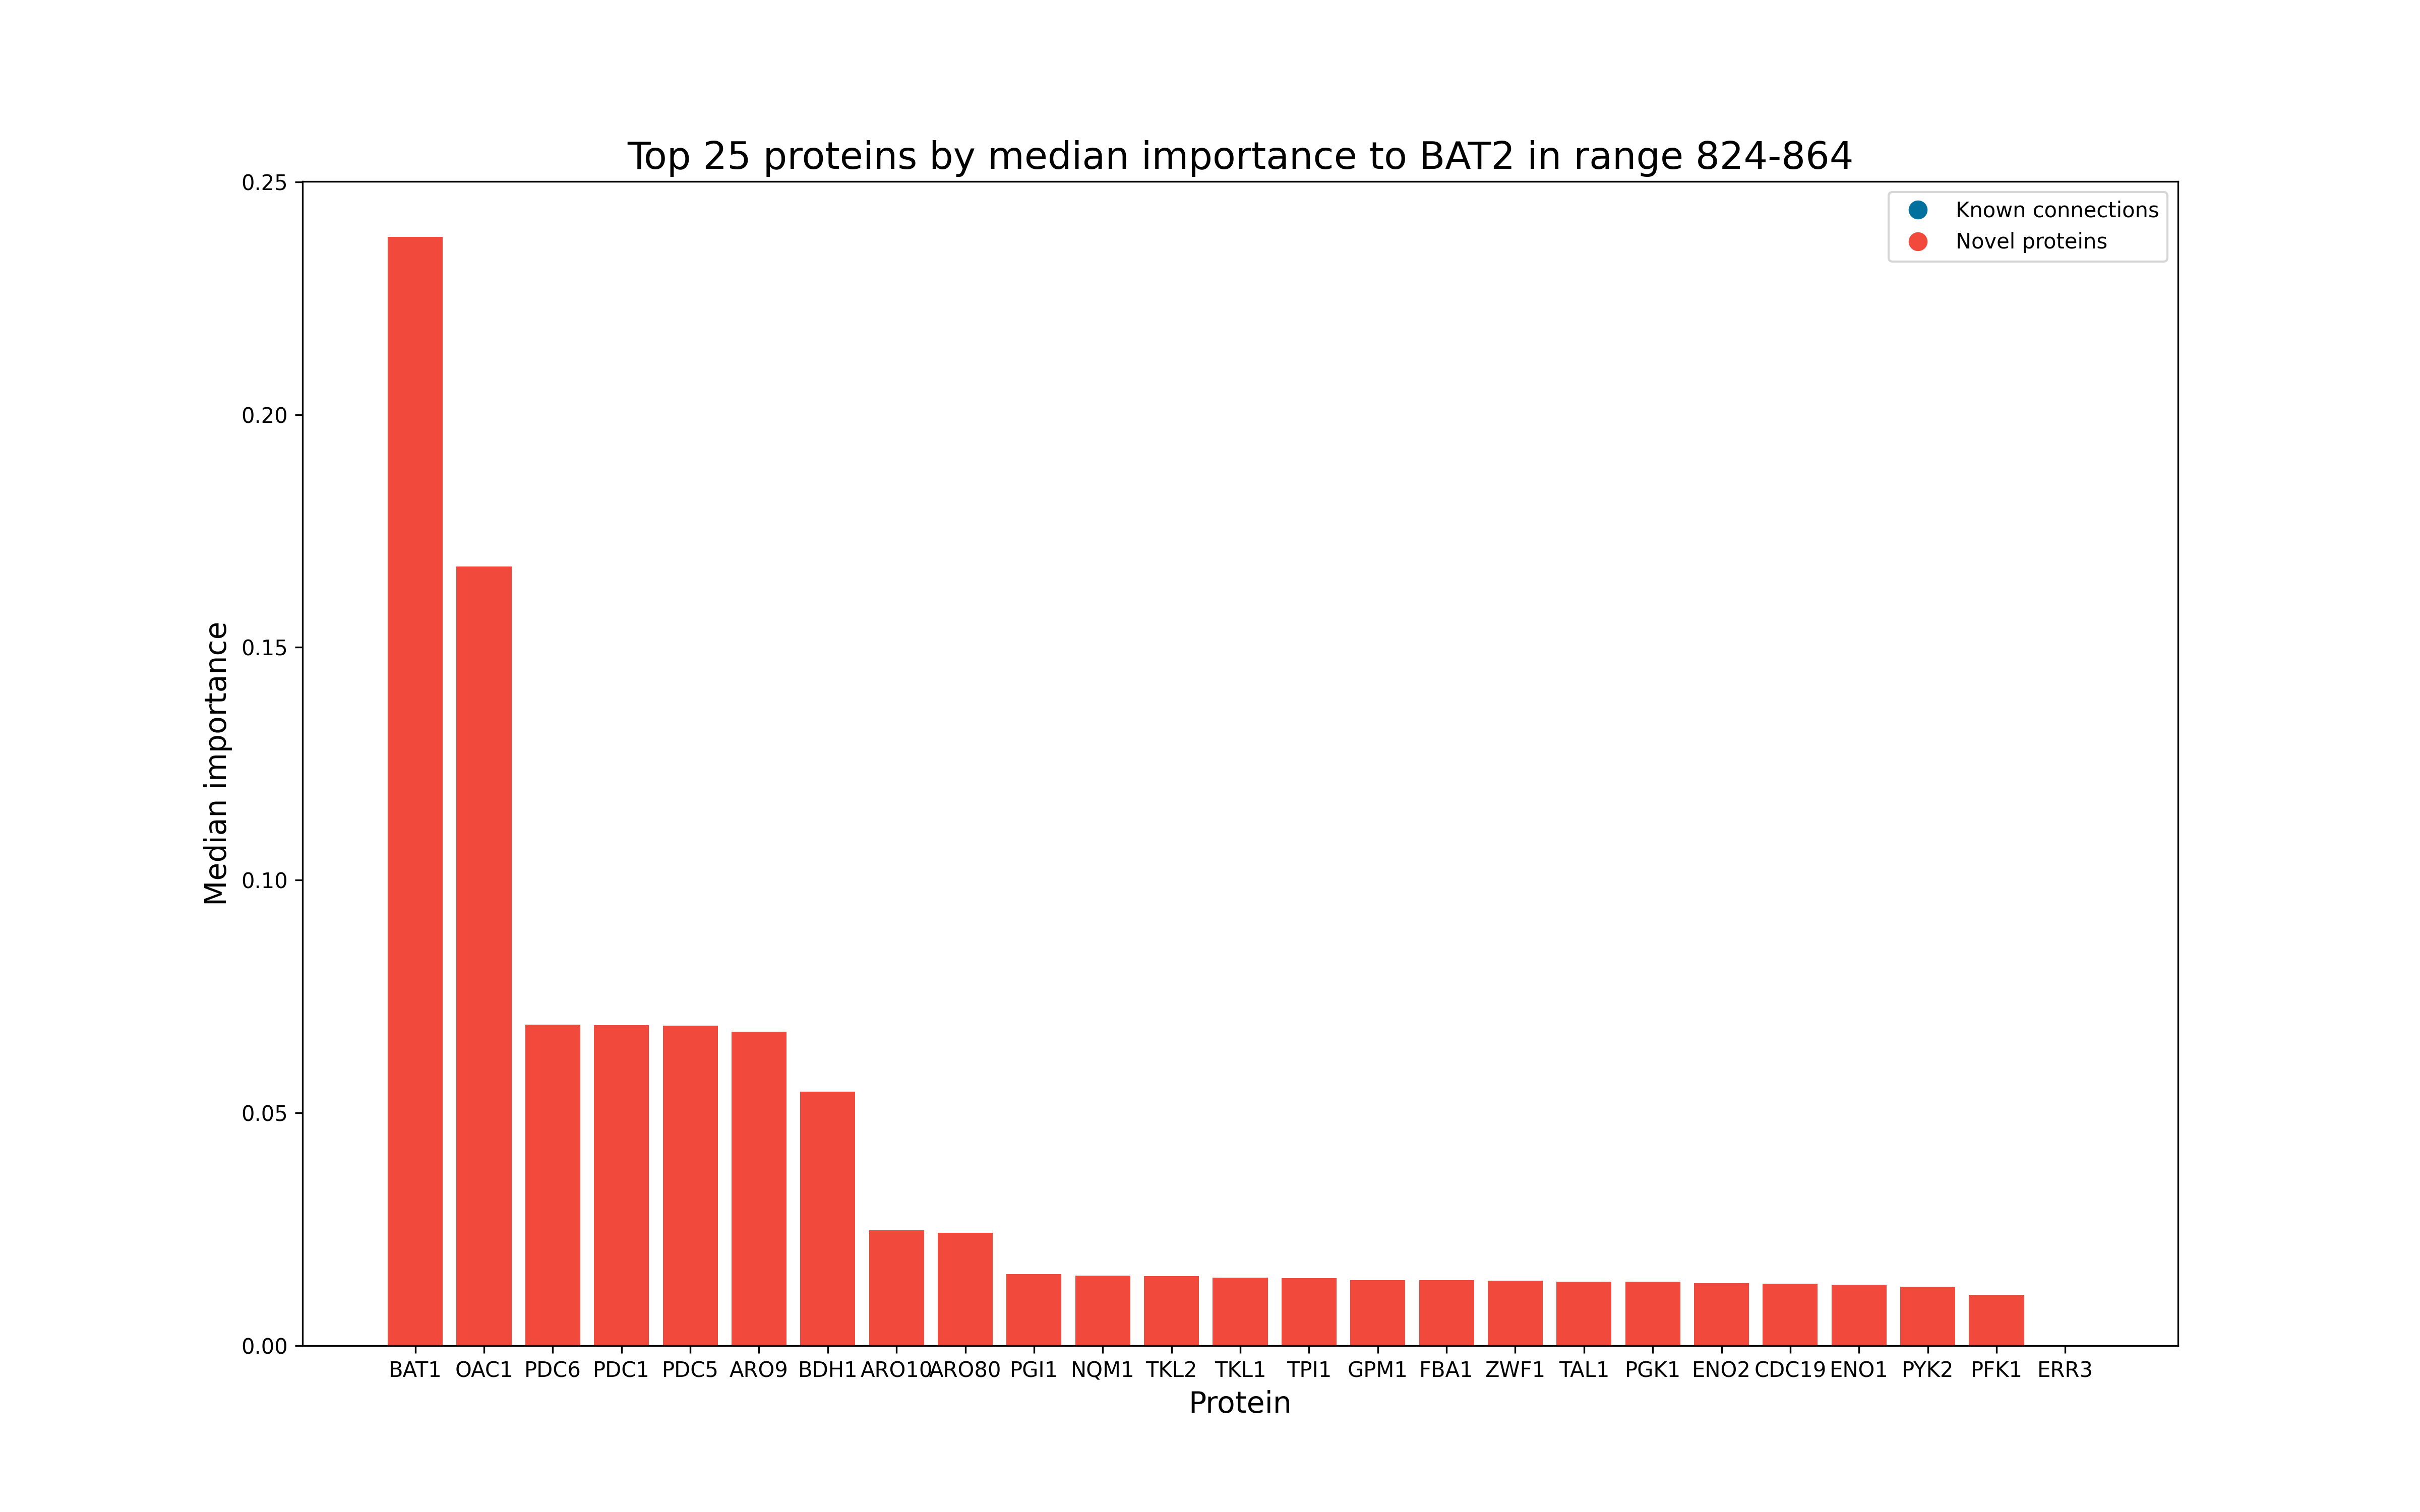 Top 25 proteins by median importance to BAT2 in range 824-864
Known connections
Novel proteins
0.25
0.20
0.15
0.10
0.05
0.00
Median importance
BAT1 OAC1 PDC6 PDC1 PDC5 ARO9 BDH1 ARO10 ARO80 PGI1 NQM1 TKL2 TKL1 TPI1 GPM1 FBA1 ZWF1 TAL1 PGK1 ENO2 CDC19 ENO1 PYK2 PFK1 ERR3
Protein